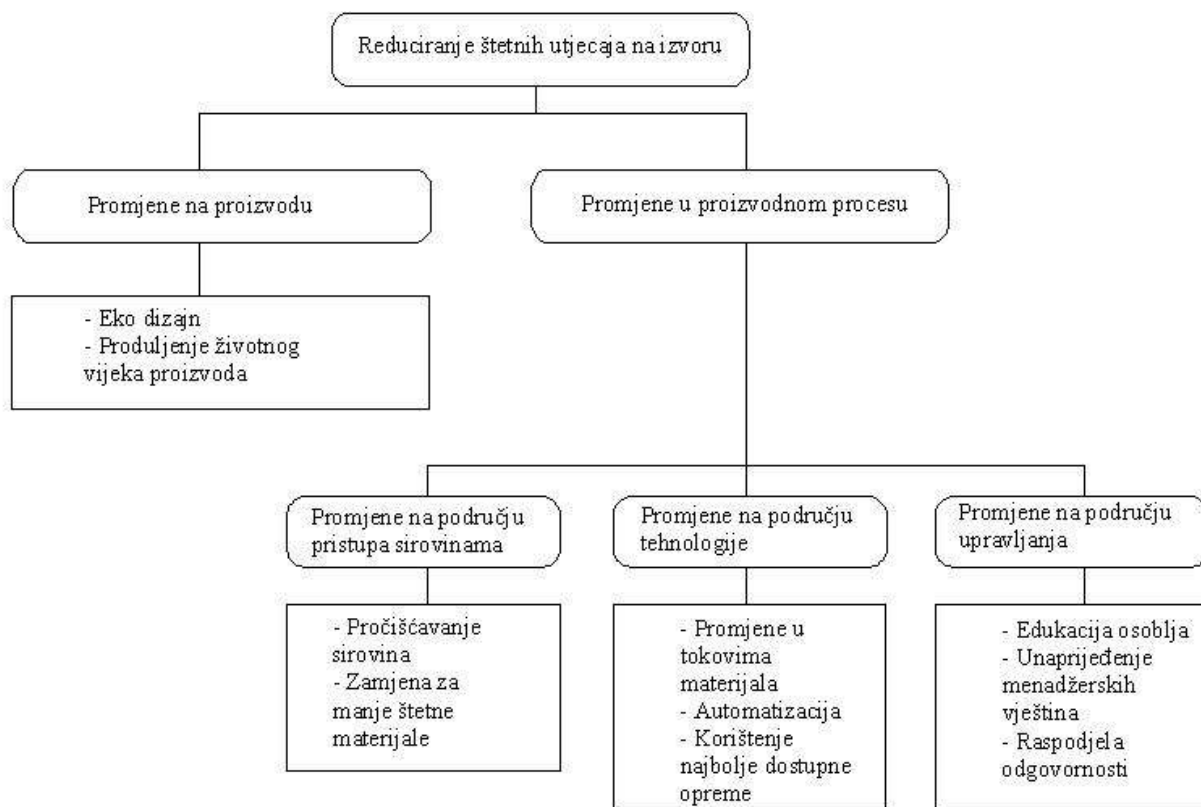 Reduciranje štetnih utjecaja na izvoru
Promjene na proizvodu
Promjene u proizvodnom procesu
- Eko dizajn
- Produljenje životnog
vijeka proizvoda
Promjene na području
pristupa sirovinama
Promjene na području
tehnologije
Promjene na području
upravljanja
- Pročišćavanje
sirovina
- Zamjena za
manje štetne
materijale
- Promjene u
tokovima
materijala
- Automatizacija
- Korištenje
najbolje dostupne
opreme
- Edukacija osoblja
- Unaprijeđenje
menadžerskih
vještina
- Raspodjela
odgovornosti